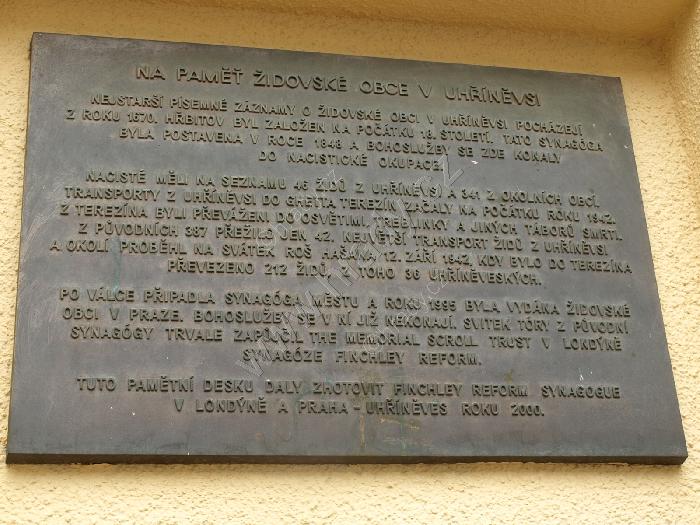 NA PAMĚŤ ŽIDOVSKÉ OBCE V UHŘÍNĚVSI
NEJSTARŠÍ PÍSEMNÉ ZÁZNAMY O ŽIDOVSKÉ OBCI V UHŘÍNĚVSI POCHÁZEJÍ
Z ROKU 1670. HŘBITOV BYL ZALOŽEN NA POČÁTKU 18. STOLETÍ. TATO SYNAGÓGA
BYLA POSTAVENA V ROCE 1848 A BOHOSLUŽBY SE ZDE KONALY
DO NACISTICKÉ OKUPACE.
NACISTÉ MĚLI NA SEZNAMU 46 ŽIDŮ Z UHŘÍNĚVSI A 341 Z OKOLNÍCH OBCÍ.
TRANSPORTY Z UHŘÍNĚVSI DO GHETTA TEREZÍN ZAČALY NA POČÁTKU ROKU 1942.
Z TEREZÍNA BYLI PŘEVÁŽENI DO OSVĚTIMI, TREBLINKY A JINÝCH TÁBORŮ SMRTI.
Z PŮVODNÍCH 387 PŘEŽILO JEN 42. NEJVĚTŠÍ TRANSPORT ŽIDŮ Z UHŘÍNĚVSI
A OKOLÍ PROBĚHL NA SVÁTEK ROŠ HAŠANA 12. ZÁŘÍ 1942, KDY BYLO DO TEREZÍNA
PŘEVEZENO 212 ŽIDŮ, Z TOHO 36 UHŘÍNĚVESKÝCH.
PO VÁLCE PŘIPADLA SYNAGÓGA MĚSTU A ROKU 1995 BYLA VYDÁNA ŽIDOVSKÉ
OBCI V PRAZE. BOHOSLUŽBY SE V NÍ JIŽ NEKONAJÍ. SVITEK TÓRY Z PŮVODNÍ
SYNAGÓGY TRVALE ZAPŮJČIL THE MEMORIAL SCROLL TRUST V LONDÝNĚ
SYNAGÓZE FINCHLEY REFORM.
TUTO PAMĚTNÍ DESKU DALY ZHOTOVIT FINCHLEY REFORM SYNAGOGUE
V LONDÝNĚ A PRAHA - UHŘÍNĚVES ROKU 2000.